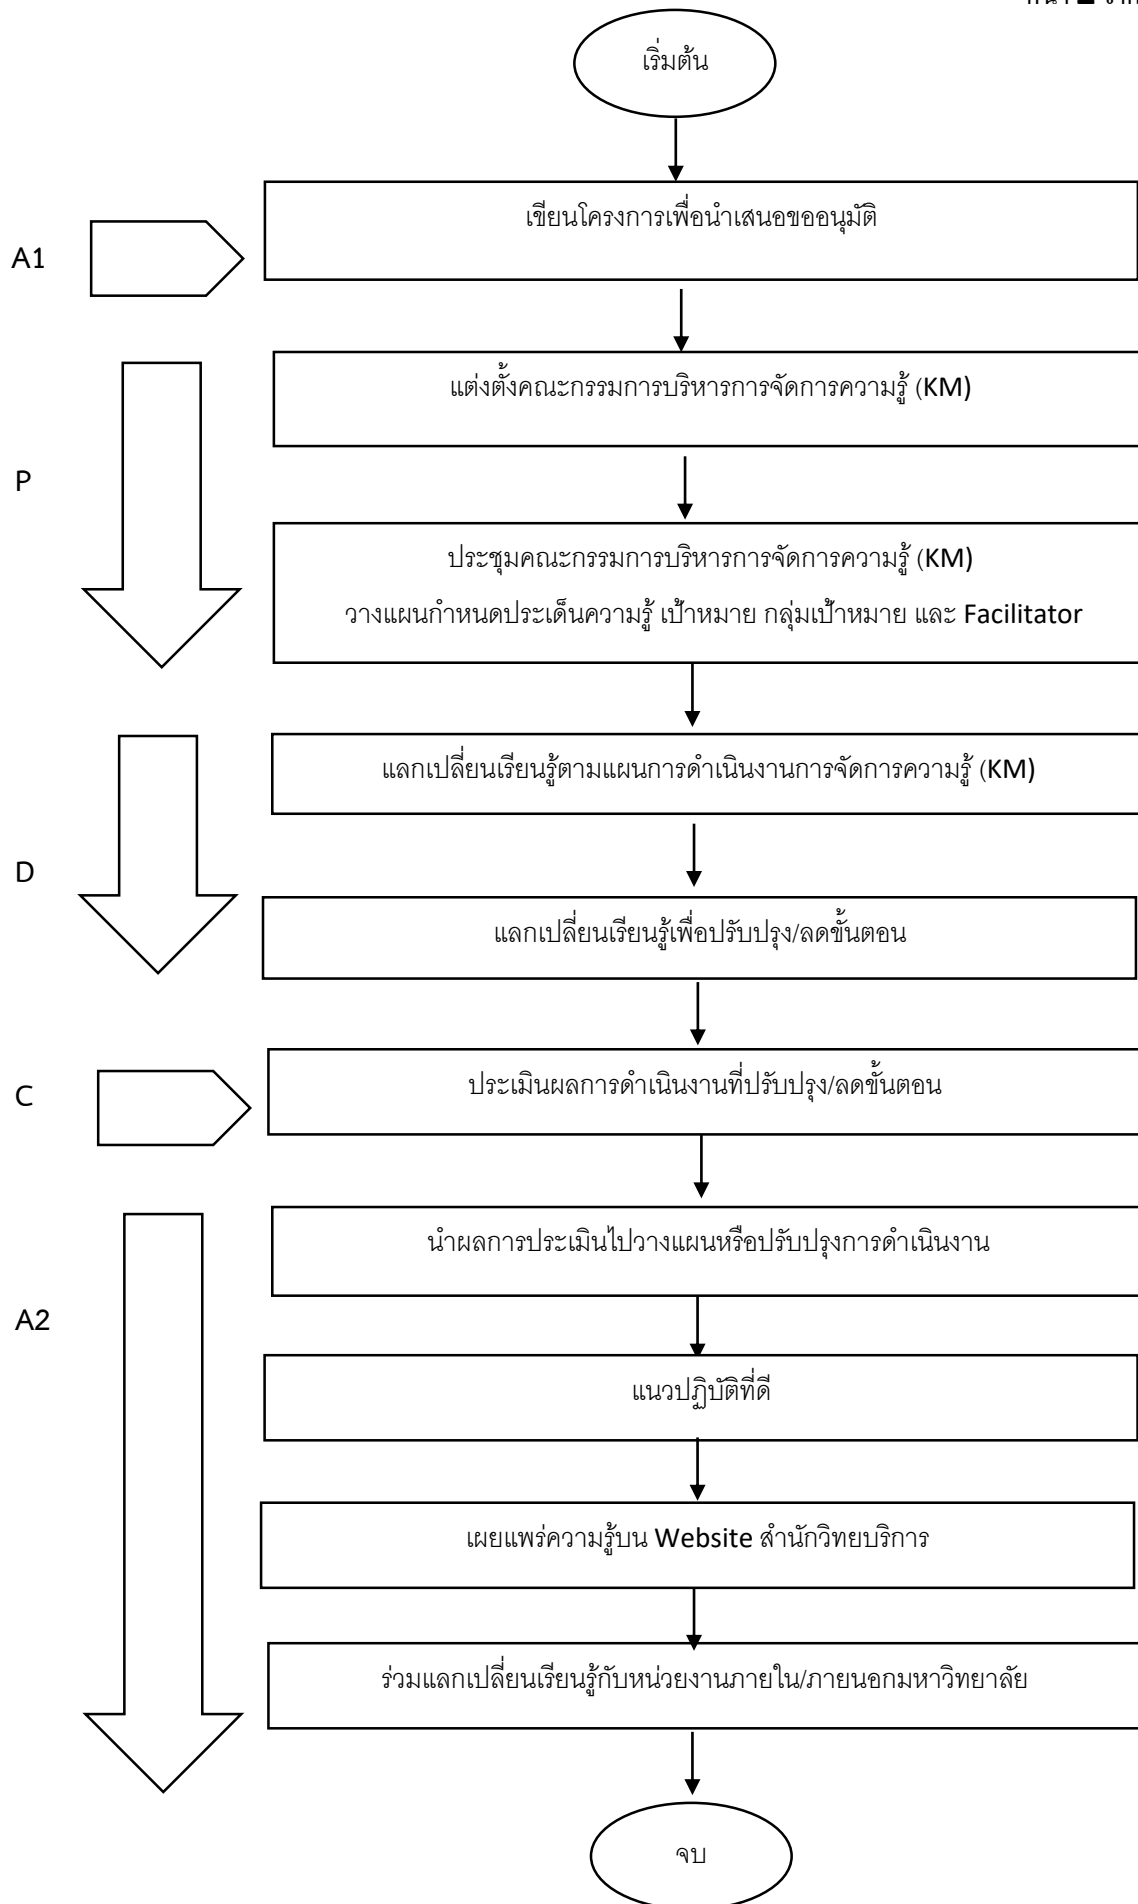 เริ่มต้น
เขียนโครงการเพื่อนำเสนอขออนุมัติ
A1
แต่งตั้งคณะกรรมการบริหารการจัดการความรู้ (KM)
P
ประชุมคณะกรรมการบริหารการจัดการความรู้ (KM)
วางแผนกำหนดประเด็นความรู้ เป้าหมาย กลุ่มเป้าหมาย และ Facilitator
แลกเปลี่ยนเรียนรู้ตามแผนการดำเนินงานการจัดการความรู้ (KM)
D
แลกเปลี่ยนเรียนรู้เพื่อปรับปรุง/ลดขั้นตอน
C
ประเมินผลการดำเนินงานที่ปรับปรุง/ลดขั้นตอน
นำผลการประเมินไปวางแผนหรือปรับปรุงการดำเนินงาน
A2
แนวปฏิบัติที่ดี
เผยแพร่ความรู้บน Website สำนักวิทยบริการ
ร่วมแลกเปลี่ยนเรียนรู้กับหน่วยงานภายใน/ภายนอกมหาวิทยาลัย
จบ